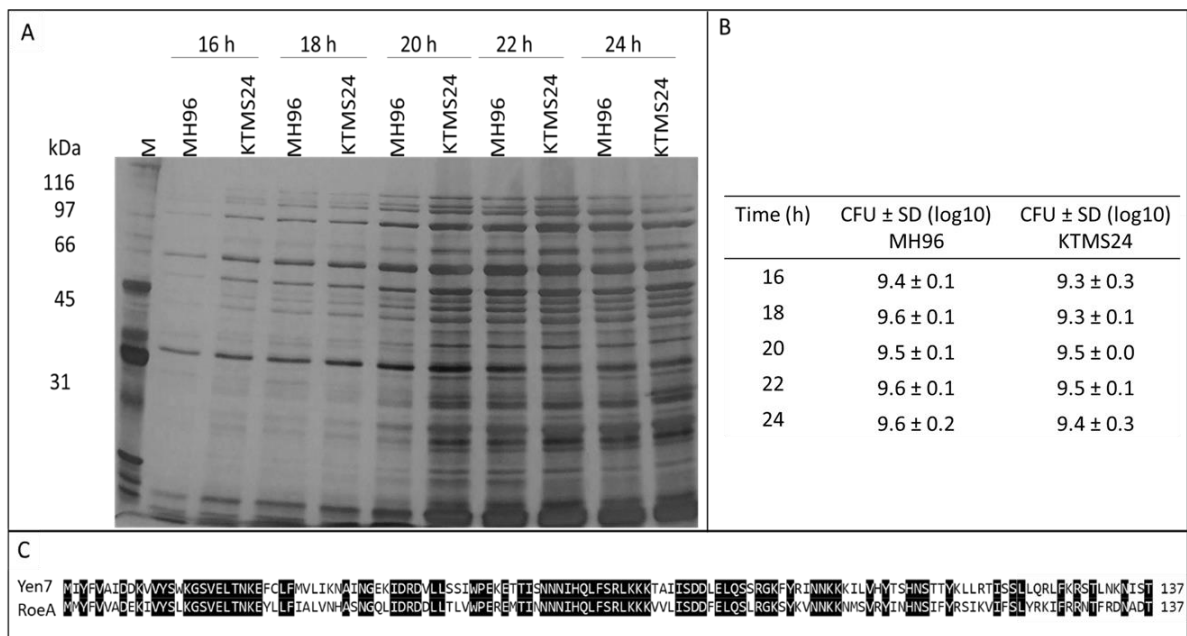 A
16 h 18 h 20 h 22 h 24 h
M MH96 KTMS24 MH96 KTMS24 MH96 KTMS24 MH96 KTMS24 MH96 KTMS24
kDa
116
97
66
45
31
B
Time (h) CFU ± SD (log10) MH96 CFU ± SD (log10) KTMS24
16 9.4 ± 0.1 9.3 ± 0.3
18 9.6 ± 0.1 9.3 ± 0.1
20 9.5 ± 0.1 9.5 ± 0.0
22 9.6 ± 0.1 9.5 ± 0.1
24 9.6 ± 0.2 9.4 ± 0.3
C
Yen7 MIYFVAIDDKVVYSWKGSVELTNKEFCLFMVLIKNAINGEKIDRDVLLSSIWPEKETTISNNNIHQLFSRLKKKTAIISDDLELQSSRGKFYRINNKKKILVHYTSHNSTTYKLLRTISSLLQRLFKRSTLNKNIST 137
RoeA MMYFVVADEKIVYSLKGSVELTNKEYLLFIALVNHASNGQLIDRDDLLTLVWPEREMTINNNNIHQLFSRLKKKVVLISDDFELQSLRGKSYKVNNKKNMSVRYINHNSIFYRSIKVIFSLYRKIFRRNTFRDNADT 137